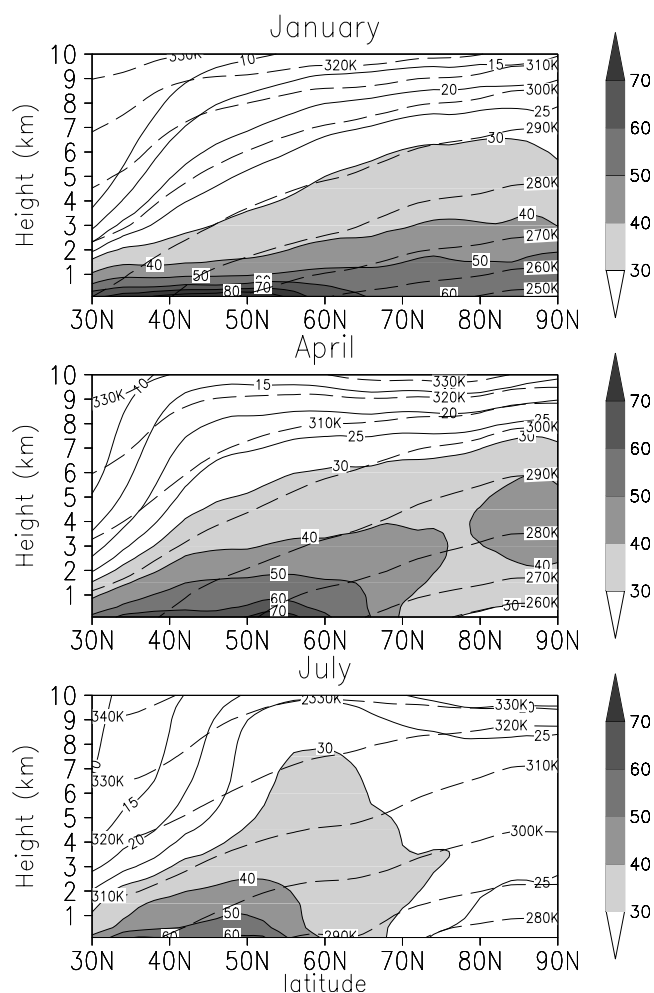 January
10 330K 10 320K 15 310K
9 20 300K 70
8 25
7 30 290K 60
6
5 280K 50
4 40
3 270K 40
2 40 50 260K
1 50 60 70 80 60 250K 30
30N 40N 50N 60N 70N 80N 90N
Height (km)
April
10 330K 10 15 330K
9 320K 20 70
8 310K 25 25 300K
7 30 30 60
6 290K
5 50
4 40 280K
3 40 40
2 50 270K
1 60 70 30 260K 30
30N 40N 50N 60N 70N 80N 90N
Height (km)
July
10 340K 330K 330K
9 320K 70
8 30 25
7 330K 310K 60
6
5 15 50
4 320K 20 300K
3 40
2 310K 40 25
1 50 280K 30
60 60 290K
30N 40N 50N 60N 70N 80N 90N
Height (km)
latitude